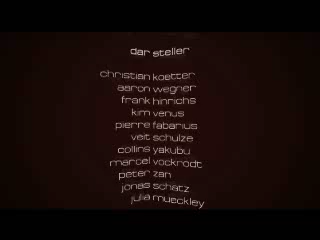 dar steller
christian koetter
aaron wegner
frank hinrichs
kim venus
pierre fabarius
veit schulze
collins yakubu
marcel vockrodt
peter zan
jonas schatz
julia mueckley